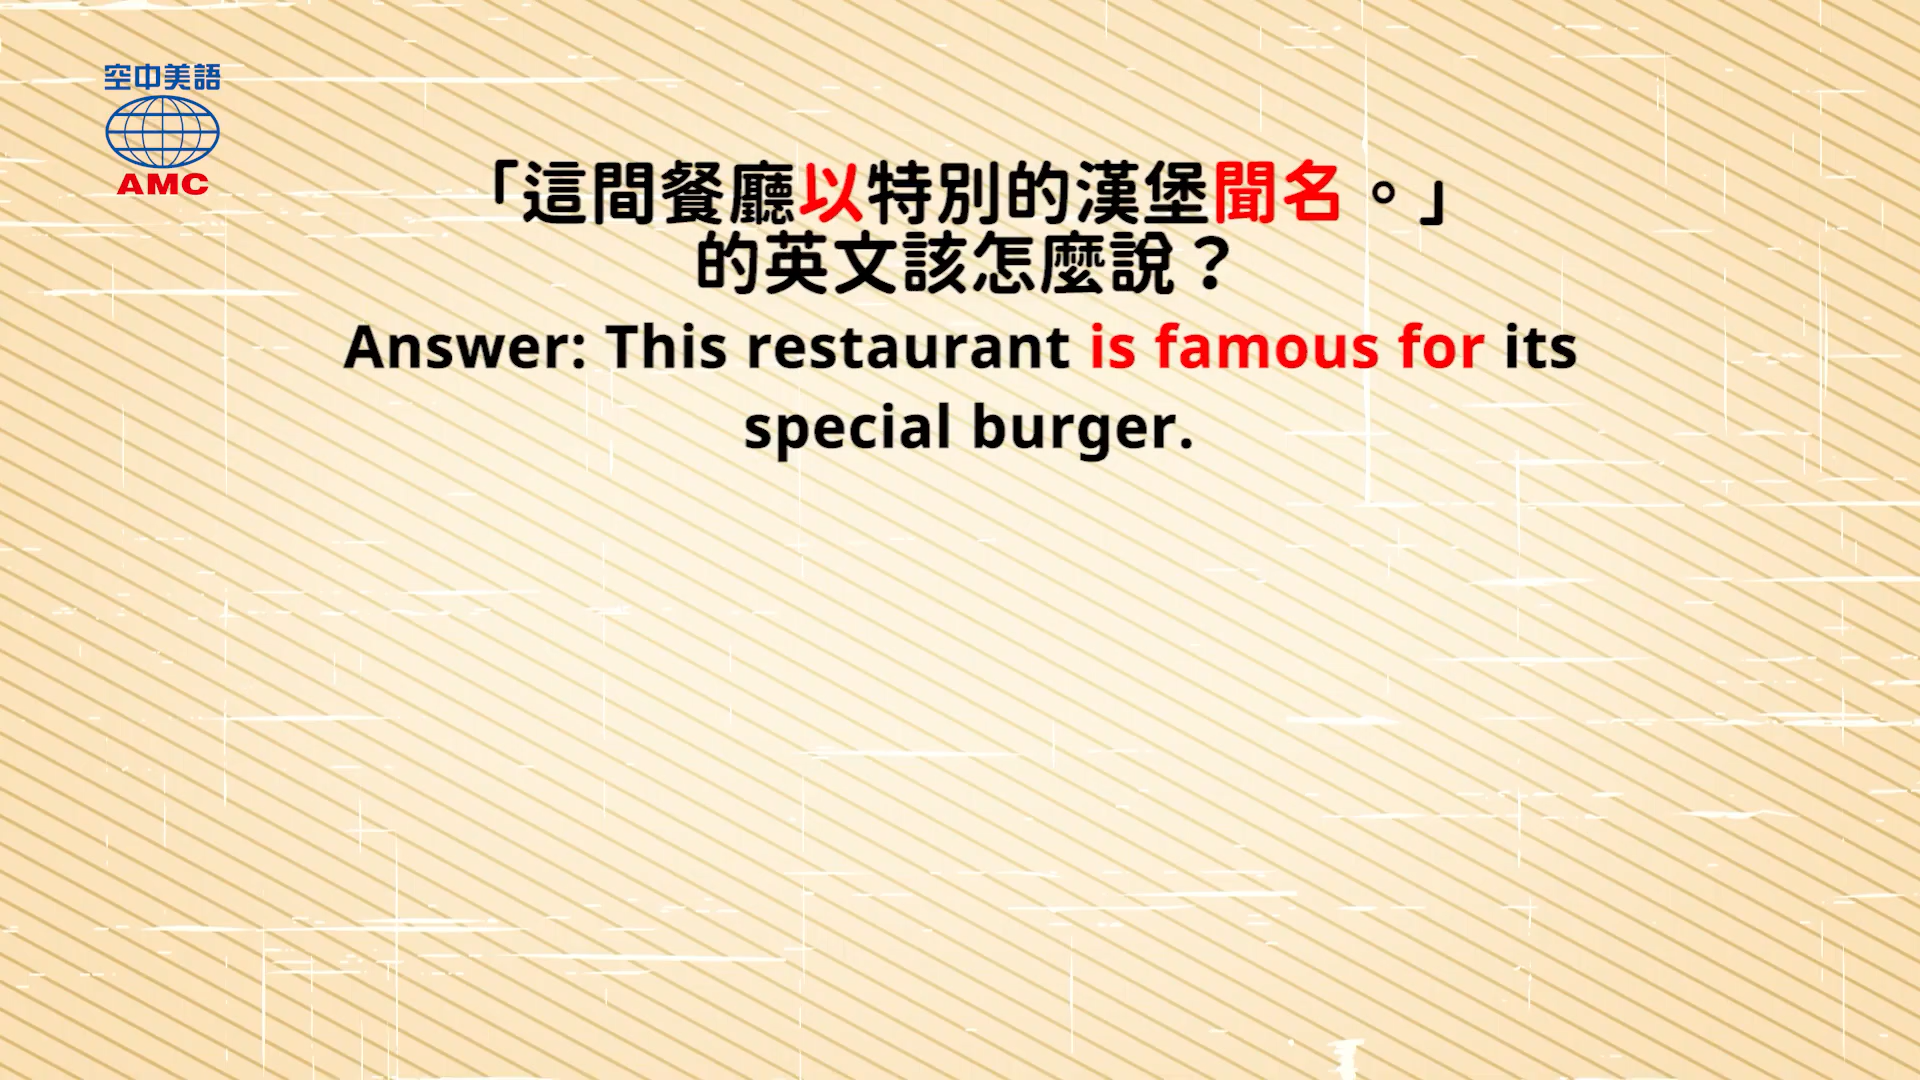 空中美語
AMC
「這間餐廳以特別的漢堡聞名。」
的英文該怎麼說？
Answer: This restaurant is famous for its
special burger.